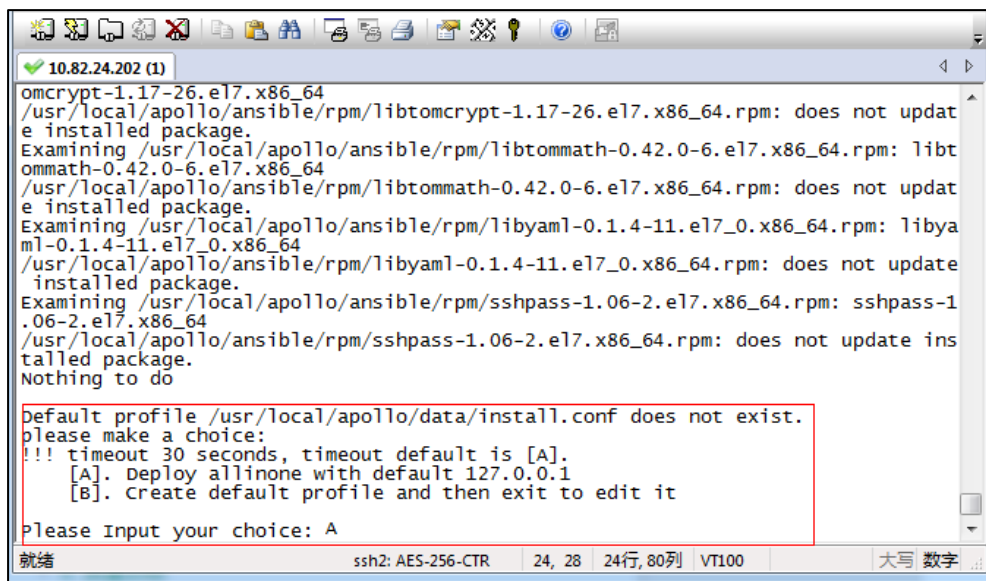 10.82.24.202 (1)
omcrypt-1.17-26.el7.x86_64
/usr/local/apollo/ansible/rpm/libtomcrypt-1.17-26.el7.x86_64.rpm: does not updat
e installed package.
Examining /usr/local/apollo/ansible/rpm/libtommath-0.42.0-6.el7.x86_64.rpm: libt
ommath-0.42.0-6.el7.x86_64
/usr/local/apollo/ansible/rpm/libtommath-0.42.0-6.el7.x86_64.rpm: does not updat
e installed package.
Examining /usr/local/apollo/ansible/rpm/libyaml-0.1.4-11.el7_0.x86_64.rpm: libya
ml-0.1.4-11.el7_0.x86_64
/usr/local/apollo/ansible/rpm/libyaml-0.1.4-11.el7_0.x86_64.rpm: does not update
 installed package.
Examining /usr/local/apollo/ansible/rpm/sshpass-1.06-2.el7.x86_64.rpm: sshpass-1
.06-2.el7.x86_64
/usr/local/apollo/ansible/rpm/sshpass-1.06-2.el7.x86_64.rpm: does not update ins
talled package.
Nothing to do
Default profile /usr/local/apollo/data/install.conf does not exist.
please make a choice:
!!! timeout 30 seconds, timeout default is [A].
    [A]. Deploy allinone with default 127.0.0.1
    [B]. Create default profile and then exit to edit it
Please Input your choice: A
就绪 ssh2: AES-256-CTR 24, 28 24行, 80列 VT100 大写 数字